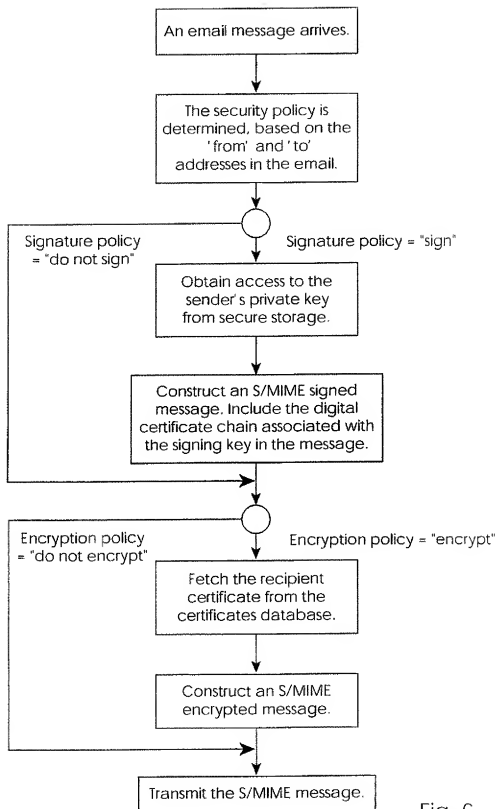 An email message arrives.
The security policy is
determined, based on the
'from' and 'to'
addresses in the email.
Signature policy
= "do not sign"
Signature policy = "sign"
Obtain access to the
sender's private key
from secure storage.
Construct an S/MIME signed
message. Include the digital
certificate chain associated with
the signing key in the message.
Encryption policy
= "do not encrypt"
Encryption policy = "encrypt"
Fetch the recipient
certificate from the
certificates database.
Construct an S/MIME
encrypted message.
Transmit the S/MIME message.